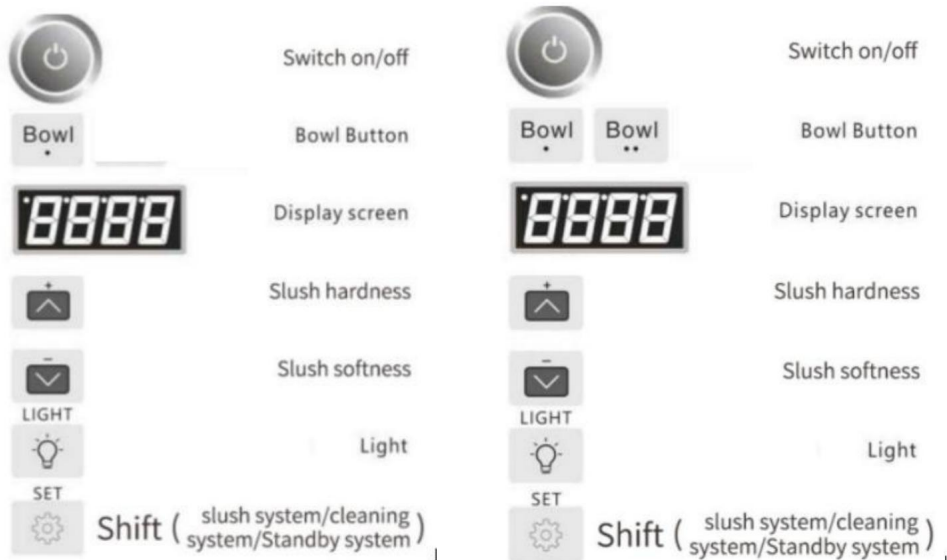 Switch on/off
Bowl
Bowl Button
8888
+
Slush hardness
-
Slush softness
LIGHT
Light
SET
Shift ( slush system/cleaning
system/Standby system )
Switch on/off
Bowl Bowl
Bowl Button
8888
Display screen
+
Slush hardness
-
Slush softness
LIGHT
Light
SET
Shift ( slush system/cleaning
system/Standby system )